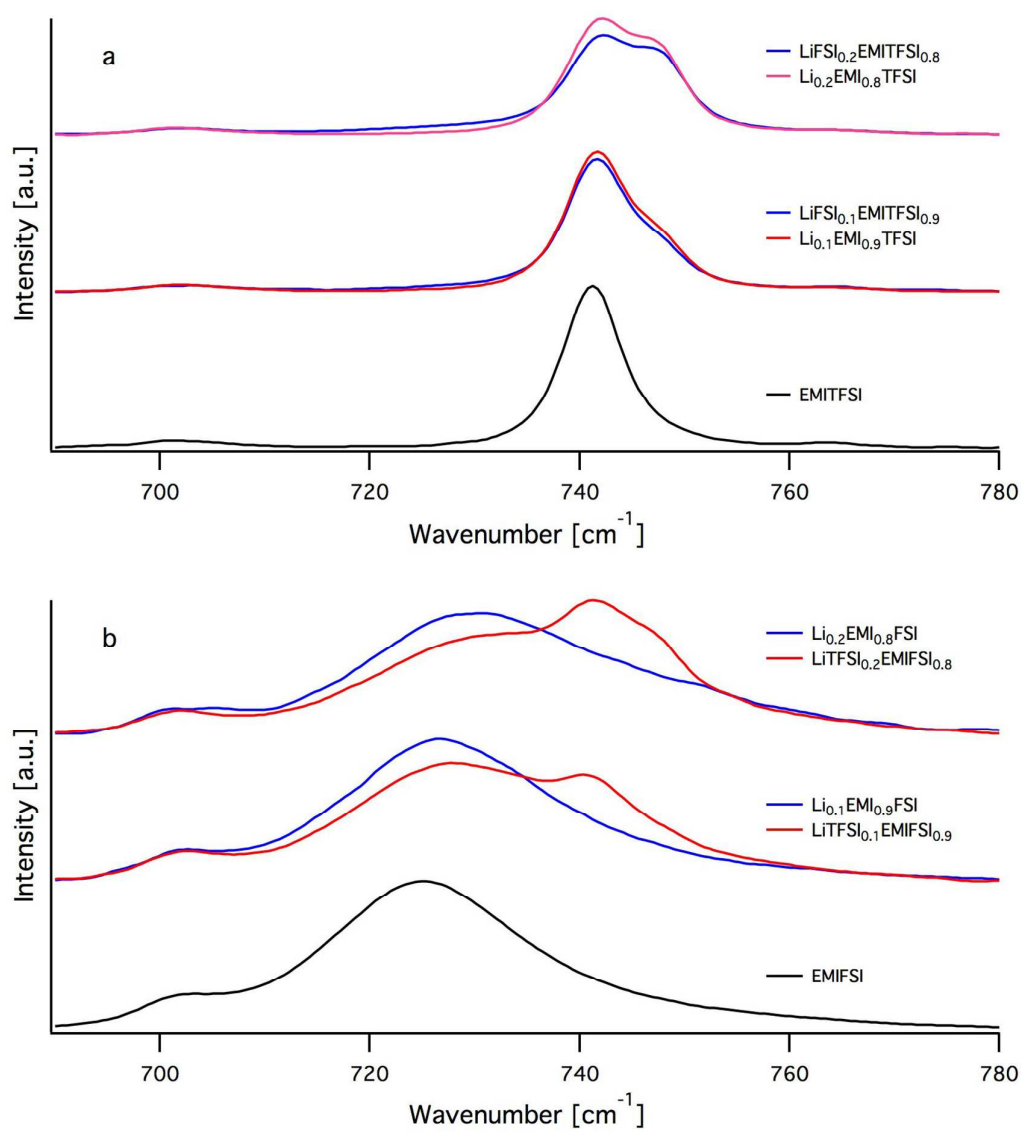 a
LiFSI₀.₂EMITFSI₀.₈
Li₀.₂EMI₀.₈TFSI
LiFSI₀.₁EMITFSI₀.₉
Li₀.₁EMI₀.₉TFSI
EMITFSI
Intensity [a.u.]
700 720 740 760 780
Wavenumber [cm⁻¹]
b
Li₀.₂EMI₀.₈FSI
LiTFSI₀.₂EMIFSI₀.₈
Li₀.₁EMI₀.₉FSI
LiTFSI₀.₁EMIFSI₀.₉
EMIFSI
Intensity [a.u.]
700 720 740 760 780
Wavenumber [cm⁻¹]